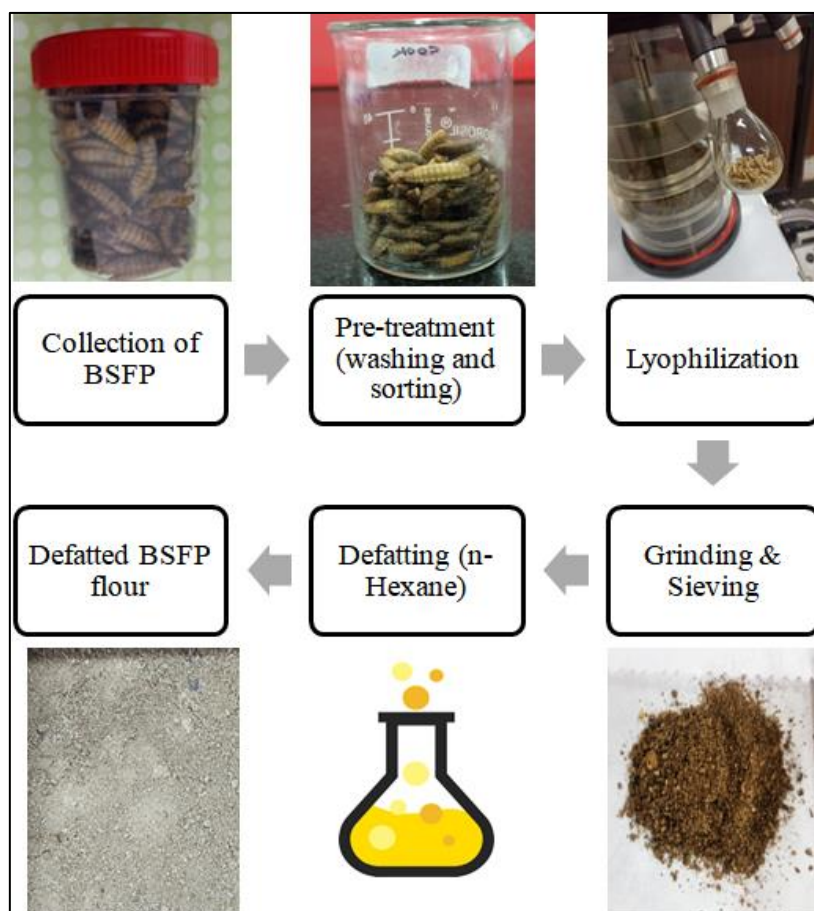 Collection of
BSFP
Pre-treatment
(washing and
sorting)
Lyophilization
Defatted BSFP
flour
Defatting (n-
Hexane)
Grinding &
Sieving